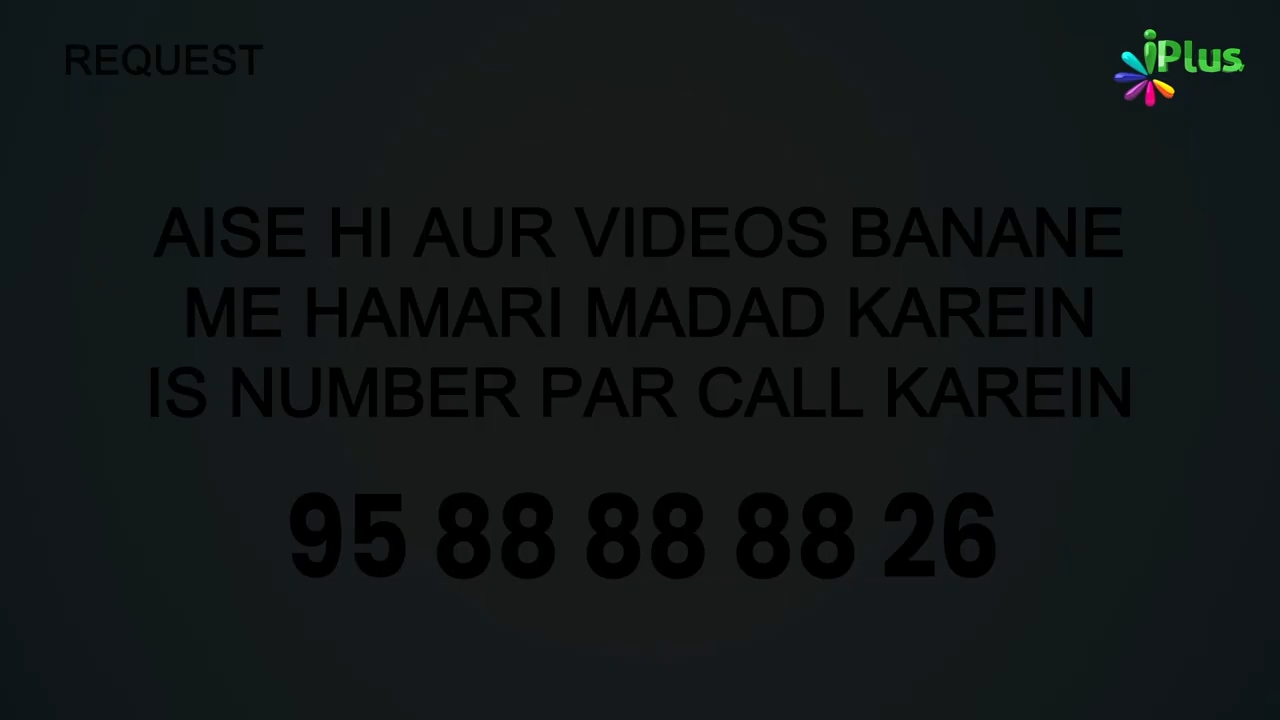 REQUEST
iPlus
AISE HI AUR VIDEOS BANANE
ME HAMARI MADAD KAREIN
IS NUMBER PAR CALL KAREIN
95 88 88 88 26